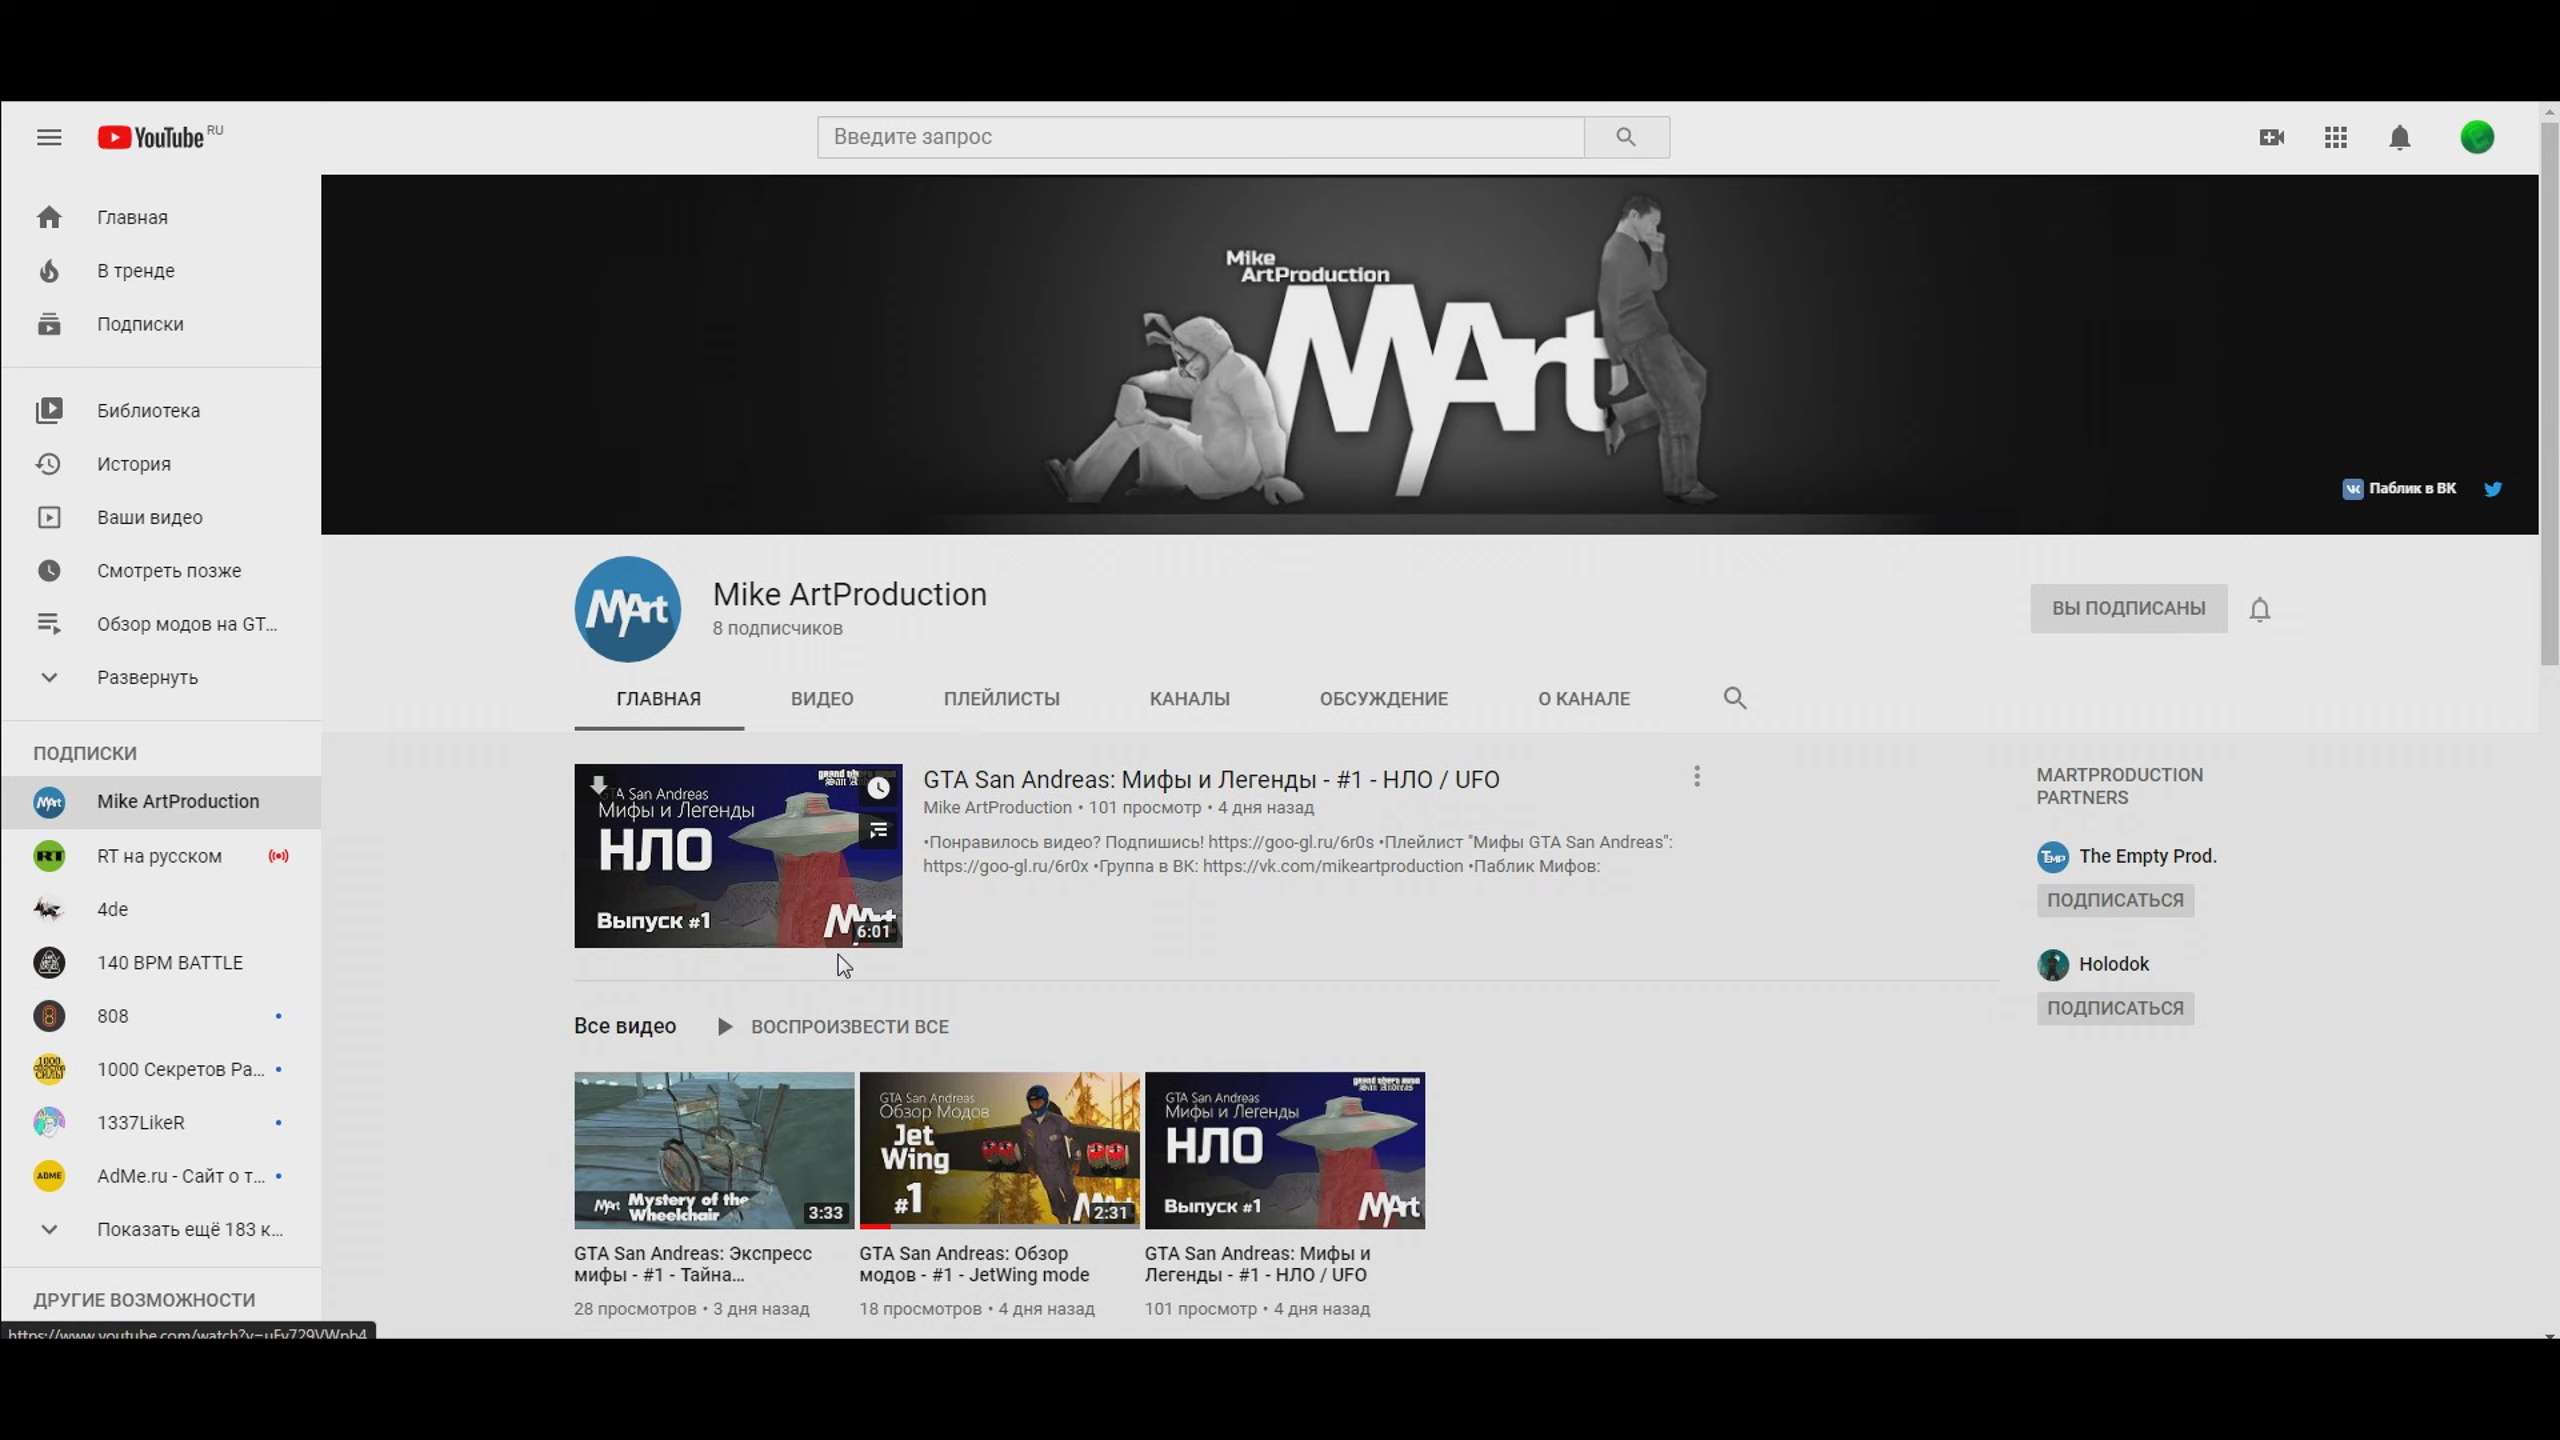 YouTube RU
Введите запрос
Главная
В тренде
Подписки
Библиотека
История
Ваши видео
Смотреть позже
Обзор модов на GT...
Развернуть
ПОДПИСКИ
Mike ArtProduction
RT на русском
4de
140 BPM BATTLE
808
1000 Секретов Ра...
1337LikeR
AdMe.ru - Сайт о т...
Показать ещё 183 к...
ДРУГИЕ ВОЗМОЖНОСТИ
Mike
ArtProduction
MArt
Паблик в ВК
MArt
Mike ArtProduction
8 подписчиков
ВЫ ПОДПИСАНЫ
ГЛАВНАЯ
ВИДЕО
ПЛЕЙЛИСТЫ
КАНАЛЫ
ОБСУЖДЕНИЕ
О КАНАЛЕ
San Andreas
Мифы и Легенды
НЛО
Выпуск #1
MArt
6:01
GTA San Andreas: Мифы и Легенды - #1 - НЛО / UFO
Mike ArtProduction • 101 просмотр • 4 дня назад
•Понравилось видео? Подпишись! https://goo-gl.ru/6r0s •Плейлист "Мифы GTA San Andreas":
https://goo-gl.ru/6r0x •Группа в ВК: https://vk.com/mikeartproduction •Паблик Мифов:
MARTPRODUCTION
PARTNERS
The Empty Prod.
ПОДПИСАТЬСЯ
Holodok
ПОДПИСАТЬСЯ
Все видео
ВОСПРОИЗВЕСТИ ВСЕ
MArt
Mystery of the
Wheelchair
3:33
GTA San Andreas: Экспресс
мифы - #1 - Тайна...
28 просмотров • 3 дня назад
GTA San Andreas
Обзор Модов
Jet
Wing
#1
2:31
GTA San Andreas: Обзор
модов - #1 - JetWing mode
18 просмотров • 4 дня назад
grand theft auto
San Andreas
GTA San Andreas
Мифы и Легенды
НЛО
Выпуск #1
MArt
GTA San Andreas: Мифы и
Легенды - #1 - НЛО / UFO
101 просмотр • 4 дня назад